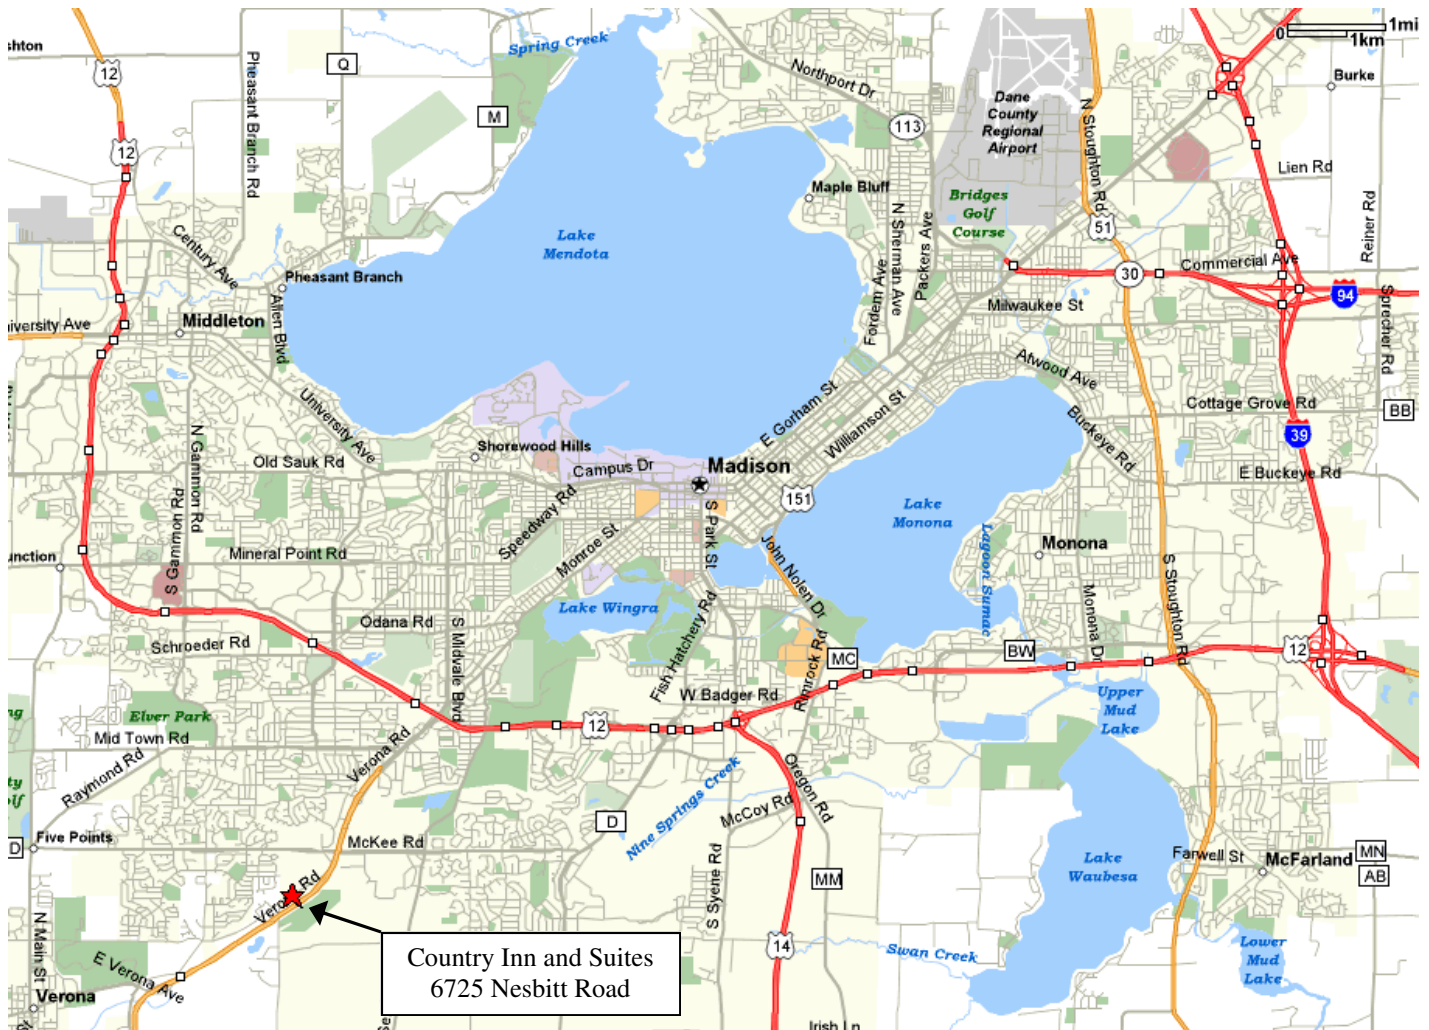 shton
12
Q
Pheasant Branch Rd
M
Spring Creek
Northport Dr
113
Dane
County
Regional
Airport
N Stoughton Rd
1mi
0
1km
Burke
12
Lien Rd
Maple Bluff
Bridges
Golf
Course
51
Reiner Rd
Century Ave
Lake
Mendota
N Sherman Ave
Packers Ave
Fordem Ave
Commercial Ave
30
94
Pheasant Branch
Allen Blvd
Milwaukee St
Sprecher Rd
iversity Ave
Middleton
Atwood Ave
University Ave
E Gorham St
Williamson St
Cottage Grove Rd
BB
Buckeye Rd
39
N Gammon Rd
Shorewood Hills
Old Sauk Rd
Campus Dr
Madison
E Buckeye Rd
151
S Gammon Rd
Speedway Rd
S Park St
Lake
Monona
Lagoon Sumac
Monona
unction
Mineral Point Rd
Monroe St
John Nolen Dr
S Stoughton Rd
Lake Wingra
Monona Dr
Odana Rd
S Midvale Blvd
Fish Hatchery Rd
Rimrock Rd
Schroeder Rd
MC
BW
12
W Badger Rd
ng
Elver Park
12
Upper
Mud
Lake
Mid Town Rd
Verona Rd
Raymond Rd
ty
olf
Nine Springs Creek
Oregon Rd
McCoy Rd
D
D
Five Points
McKee Rd
Lake
Waubesa
Farwell St
McFarland
MN
AB
MM
S Syene Rd
Verona Rd
N Main St
Country Inn and Suites
6725 Nesbitt Road
14
Swan Creek
Lower
Mud
Lake
E Verona Ave
Verona
Se
Irish Ln